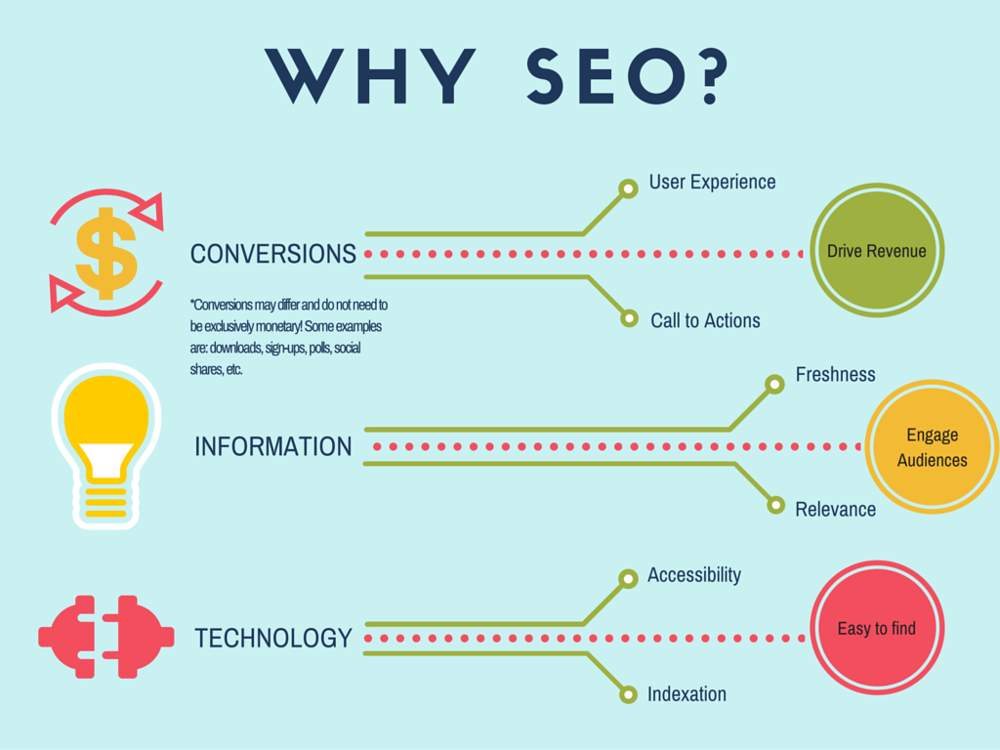 WHY SEO?
User Experience
CONVERSIONS
Drive Revenue
*Conversions may differ and do not need to
be exclusively monetary! Some examples
are: downloads, sign-ups, polls, social
shares, etc.
Call to Actions
Freshness
INFORMATION
Engage
Audiences
Relevance
Accessibility
TECHNOLOGY
Easy to find
Indexation